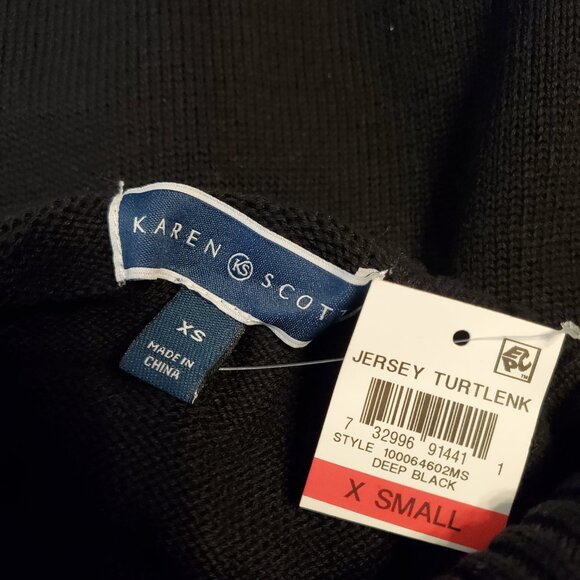 KAREN KS SCOTT
XS
MADE IN
CHINA
JERSEY TURTLENK
7 32996 91441 1
STYLE 100064602MS
DEEP BLACK
X SMALL